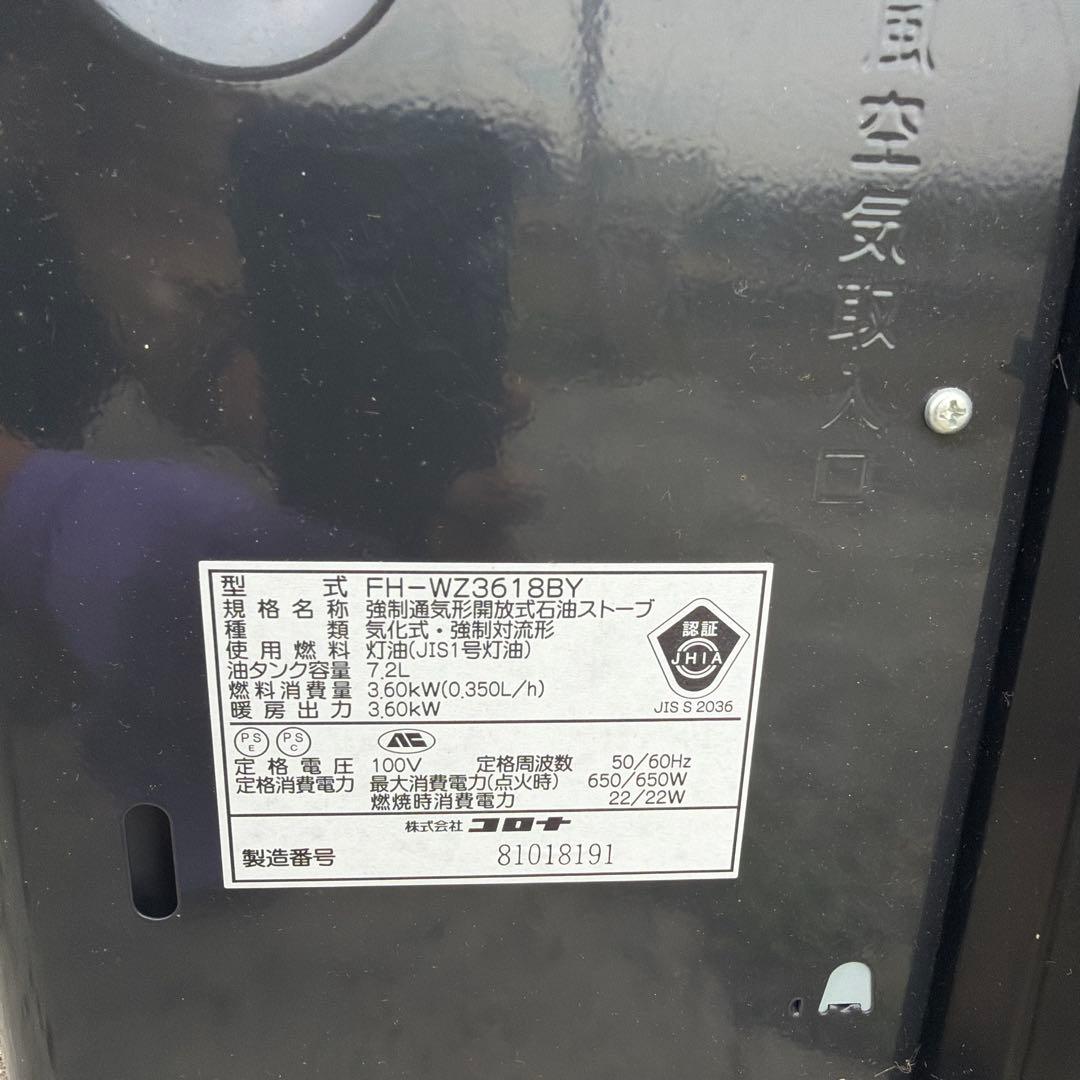 風空気取入口
型式 FH-WZ3618BY
規格名称 強制通気形開放式石油ストーブ
種類 気化式・強制対流形
使用燃料 灯油(JIS1号灯油)
油タンク容量 7.2L
燃料消費量 3.60kW(0.350L/h)
暖房出力 3.60kW
認証
JHIA
JIS S 2036
PSE PSC
定格電圧 100V 定格周波数 50/60Hz
定格消費電力 最大消費電力(点火時) 650/650W
燃焼時消費電力 22/22W
株式会社 コロナ
製造番号 81018191